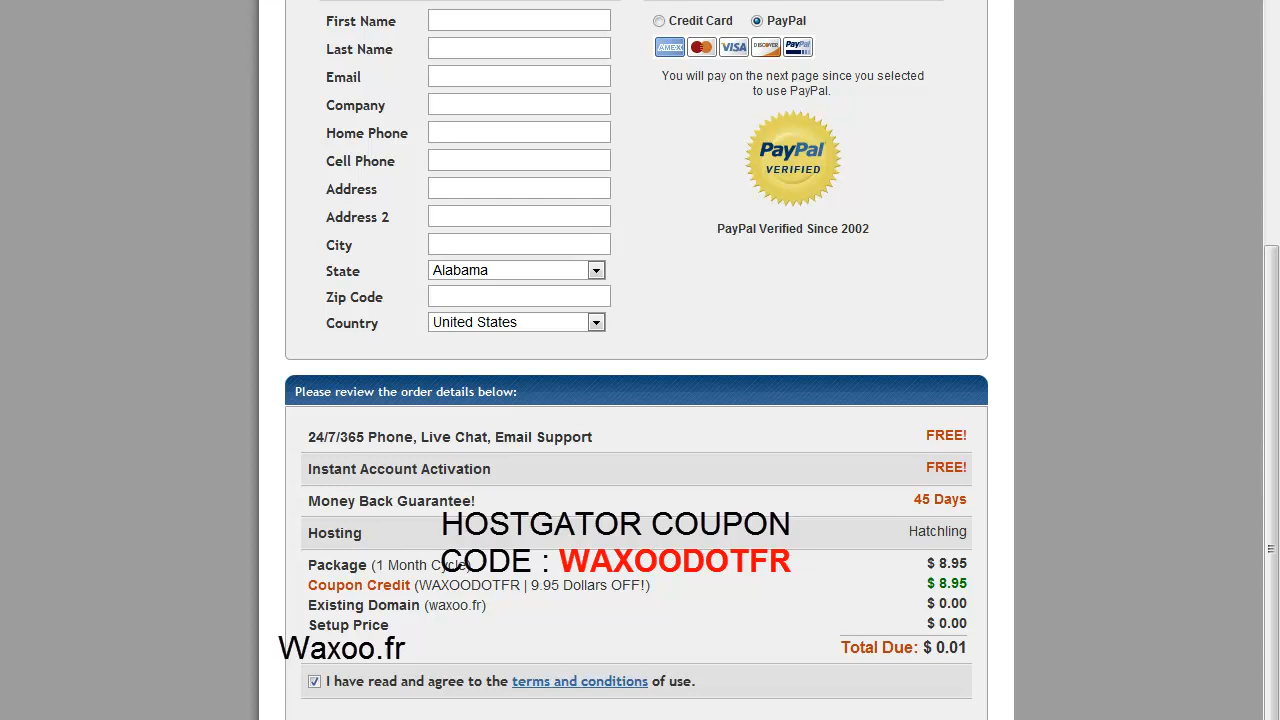 First Name
Last Name
Email
Company
Home Phone
Cell Phone
Address
Address 2
City
State Alabama
Zip Code
Country United States
Credit Card PayPal
AMEX VISA DISCOVER PayPal
You will pay on the next page since you selected
to use PayPal.
PayPal
VERIFIED
PayPal Verified Since 2002
Please review the order details below:
24/7/365 Phone, Live Chat, Email Support FREE!
Instant Account Activation FREE!
Money Back Guarantee! 45 Days
HOSTGATOR COUPON
CODE : WAXOODOTFR
Hosting Hatchling
Package (1 Month Cycle) $ 8.95
Coupon Credit (WAXOODOTFR | 9.95 Dollars OFF!) $ 8.95
Existing Domain (waxoo.fr) $ 0.00
Setup Price $ 0.00
Waxoo.fr
Total Due: $ 0.01
I have read and agree to the terms and conditions of use.